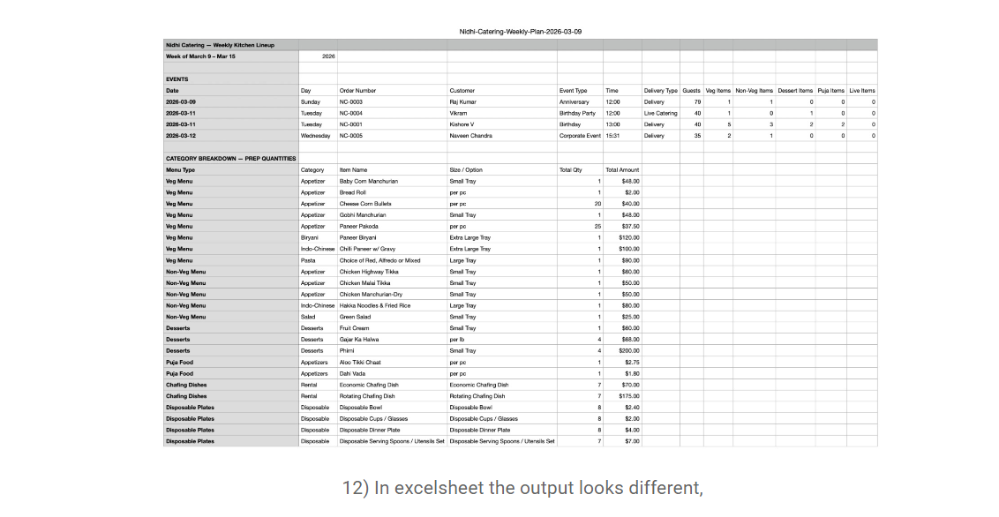 Nidhi-Catering-Weekly-Plan-2026-03-09
Nidhi Catering — Weekly Kitchen Lineup
Week of March 9 – Mar 15 2026
EVENTS
Date Day Order Number Customer Event Type Time Delivery Type Guests Veg Items Non-Veg Items Dessert Items Puja Items Live Items
2026-03-09 Sunday NC-0003 Raj Kumar Anniversary 12:00 Delivery 79 1 1 0 0 0
2026-03-11 Tuesday NC-0004 Vikram Birthday Party 12:00 Live Catering 40 1 0 1 0 0
2026-03-11 Tuesday NC-0001 Kishore V Birthday 13:00 Delivery 40 5 3 2 2 0
2026-03-12 Wednesday NC-0005 Naveen Chandra Corporate Event 15:31 Delivery 35 2 1 0 0 0
CATEGORY BREAKDOWN — PREP QUANTITIES
Menu Type Category Item Name Size / Option Total Qty Total Amount
Veg Menu Appetizer Baby Corn Manchurian Small Tray 1 $48.00
Veg Menu Appetizer Bread Roll per pc 1 $2.00
Veg Menu Appetizer Cheese Corn Bullets per pc 20 $40.00
Veg Menu Appetizer Gobhi Manchurian Small Tray 1 $48.00
Veg Menu Appetizer Paneer Pakoda per pc 25 $37.50
Veg Menu Biryani Paneer Biryani Extra Large Tray 1 $120.00
Veg Menu Indo-Chinese Chilli Paneer w/ Gravy Extra Large Tray 1 $100.00
Veg Menu Pasta Choice of Red, Alfredo or Mixed Large Tray 1 $90.00
Non-Veg Menu Appetizer Chicken Highway Tikka Small Tray 1 $60.00
Non-Veg Menu Appetizer Chicken Malai Tikka Small Tray 1 $50.00
Non-Veg Menu Appetizer Chicken Manchurian-Dry Small Tray 1 $50.00
Non-Veg Menu Indo-Chinese Hakka Noodles & Fried Rice Large Tray 1 $80.00
Non-Veg Menu Salad Green Salad Small Tray 1 $25.00
Desserts Desserts Fruit Cream Small Tray 1 $60.00
Desserts Desserts Gajar Ka Halwa per lb 4 $68.00
Desserts Desserts Phirni Small Tray 4 $200.00
Puja Food Appetizers Aloo Tikki Chaat per pc 1 $2.75
Puja Food Appetizers Dahi Vada per pc 1 $1.80
Chafing Dishes Rental Economic Chafing Dish Economic Chafing Dish 7 $70.00
Chafing Dishes Rental Rotating Chafing Dish Rotating Chafing Dish 7 $175.00
Disposable Plates Disposable Disposable Bowl Disposable Bowl 8 $2.40
Disposable Plates Disposable Disposable Cups / Glasses Disposable Cups / Glasses 8 $2.00
Disposable Plates Disposable Disposable Dinner Plate Disposable Dinner Plate 8 $4.00
Disposable Plates Disposable Disposable Serving Spoons / Utensils Set Disposable Serving Spoons / Utensils Set 7 $7.00
12) In excelsheet the output looks different,